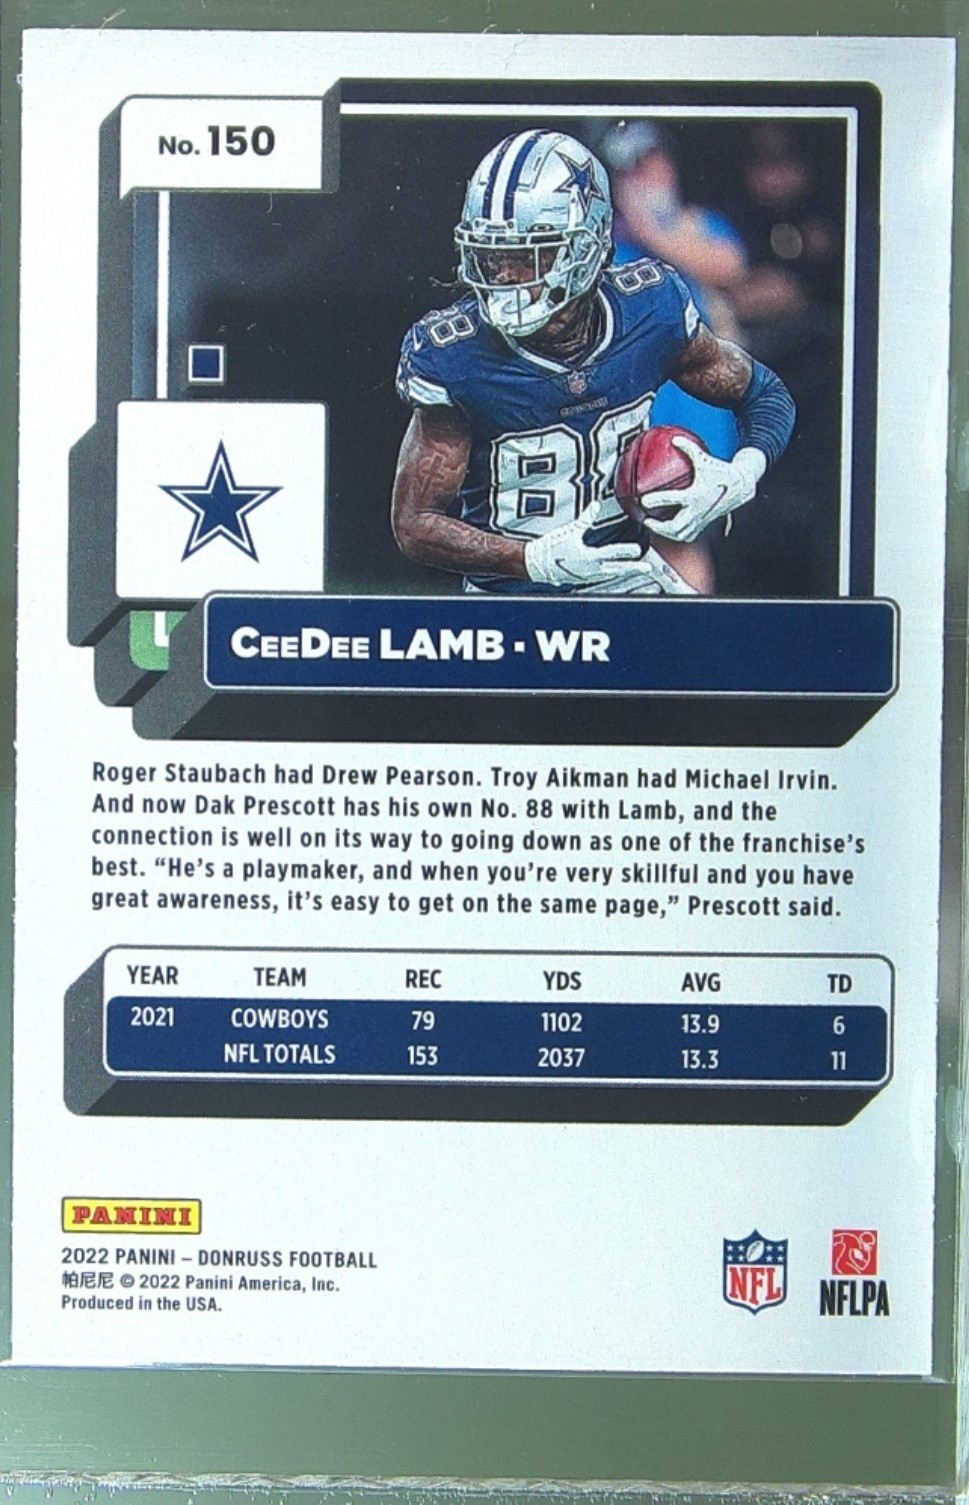 No. 150
88
88
88
CEEDEE LAMB · WR
Roger Staubach had Drew Pearson. Troy Aikman had Michael Irvin.
And now Dak Prescott has his own No. 88 with Lamb, and the
connection is well on its way to going down as one of the franchise's
best. “He's a playmaker, and when you're very skillful and you have
great awareness, it's easy to get on the same page,” Prescott said.
YEAR TEAM REC YDS AVG TD
2021 COWBOYS 79 1102 13.9 6
NFL TOTALS 153 2037 13.3 11
PANINI
2022 PANINI – DONRUSS FOOTBALL
帕尼尼 © 2022 Panini America, Inc.
Produced in the USA.
NFL
NFLPA